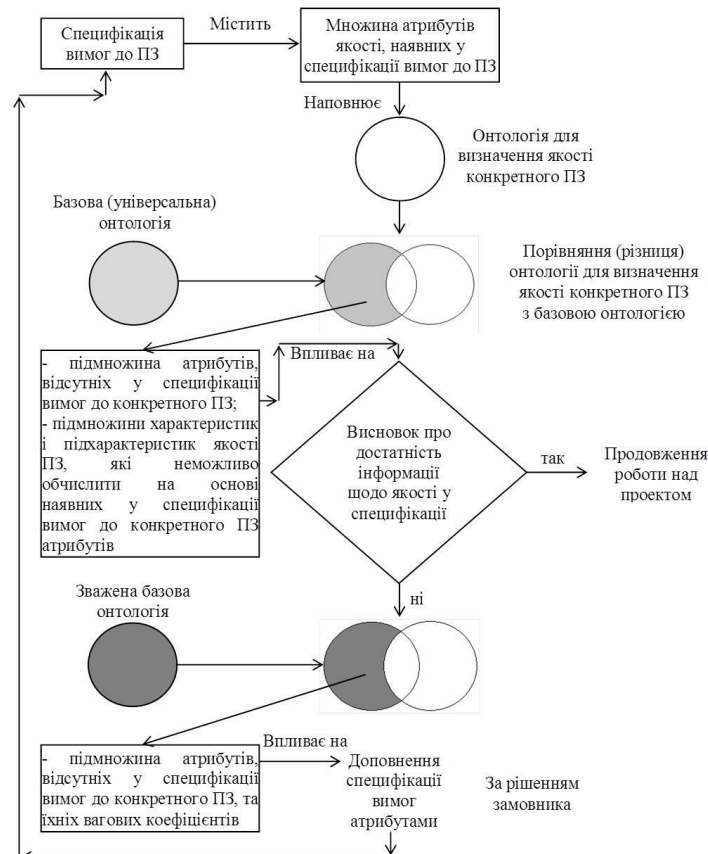 Специфікація
вимог до ПЗ
Містить
Множина атрибутів
якості, наявних у
специфікації вимог до ПЗ
Наповнює
Онтологія для
визначення якості
конкретного ПЗ
Базова (універсальна)
онтологія
Порівняння (різниця)
онтології для визначення
якості конкретного ПЗ
з базовою онтологією
- підмножина атрибутів,
відсутніх у специфікації
вимог до конкретного ПЗ;
- підмножини характеристик
і підхарактеристик якості
ПЗ, які неможливо
обчислити на основі
наявних у специфікації
вимог до конкретного ПЗ
атрибутів
Впливає на
Висновок про
достатність
інформації
щодо якості у
специфікації
так
Продовження
роботи над
проектом
ні
Зважена базова
онтологія
- підмножина атрибутів,
відсутніх у специфікації
вимог до конкретного ПЗ, та
їхніх вагових коефіцієнтів
Впливає на
Доповнення
специфікації
вимог
атрибутами
За рішенням
замовника